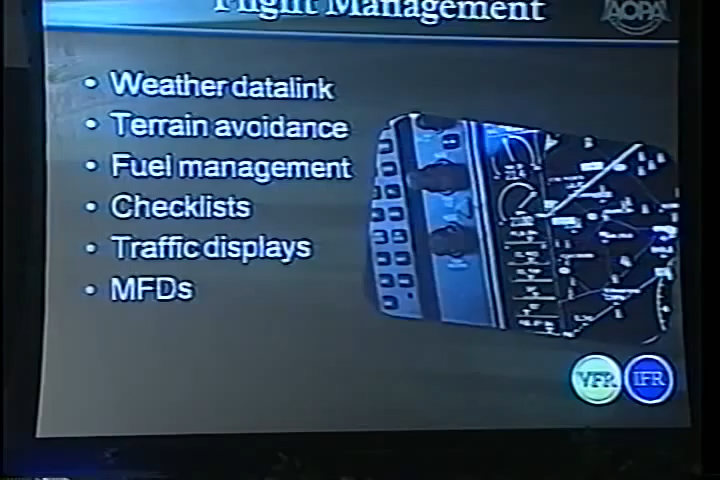 Flight Management
AOPA
• Weather datalink
• Terrain avoidance
• Fuel management
• Checklists
• Traffic displays
• MFDs
VFR
IFR